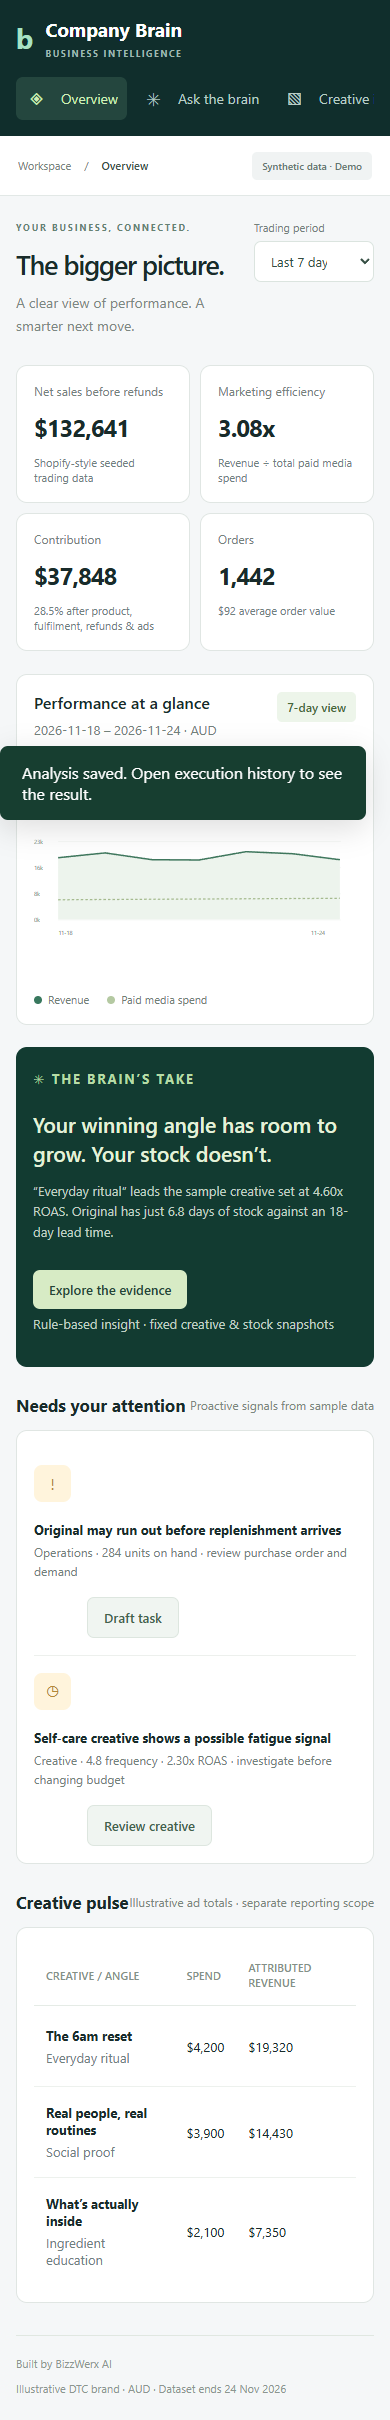 b Company Brain
BUSINESS INTELLIGENCE
Overview
Ask the brain
Creative
Workspace / Overview
Synthetic data · Demo
YOUR BUSINESS, CONNECTED.
The bigger picture.
A clear view of performance. A
smarter next move.
Trading period
Last 7 day
Net sales before refunds
$132,641
Shopify-style seeded
trading data
Marketing efficiency
3.08x
Revenue ÷ total paid media
spend
Contribution
$37,848
28.5% after product,
fulfilment, refunds & ads
Orders
1,442
$92 average order value
Performance at a glance
2026-11-18 – 2026-11-24 · AUD
7-day view
Analysis saved. Open execution history to see
the result.
23k
16k
8k
0k
11-18
11-24
Revenue
Paid media spend
✳ THE BRAIN’S TAKE
Your winning angle has room to
grow. Your stock doesn’t.
“Everyday ritual” leads the sample creative set at 4.60x
ROAS. Original has just 6.8 days of stock against an 18-
day lead time.
Explore the evidence
Rule-based insight · fixed creative & stock snapshots
Needs your attention
Proactive signals from sample data
!
Original may run out before replenishment arrives
Operations · 284 units on hand · review purchase order and
demand
Draft task
Self-care creative shows a possible fatigue signal
Creative · 4.8 frequency · 2.30x ROAS · investigate before
changing budget
Review creative
Creative pulse
Illustrative ad totals · separate reporting scope
CREATIVE / ANGLE
SPEND
ATTRIBUTED
REVENUE
The 6am reset
Everyday ritual
$4,200
$19,320
Real people, real
routines
Social proof
$3,900
$14,430
What’s actually
inside
Ingredient
education
$2,100
$7,350
Built by BizzWerx AI
Illustrative DTC brand · AUD · Dataset ends 24 Nov 2026